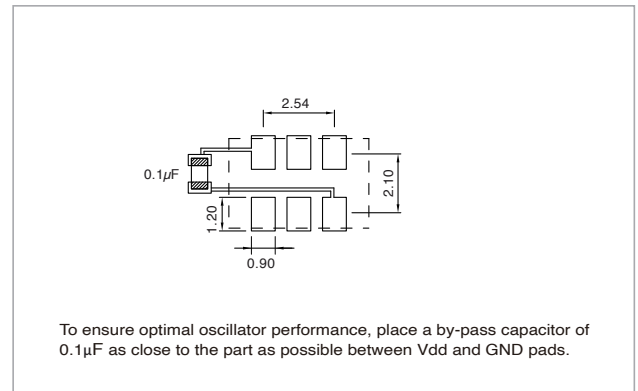 2.54
0.1µF
2.10
1.20
0.90
To ensure optimal oscillator performance, place a by-pass capacitor of
0.1µF as close to the part as possible between Vdd and GND pads.